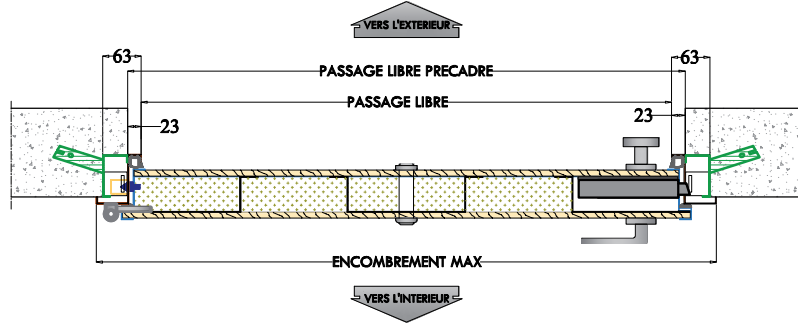 VERS L'EXTERIEUR
63
63
PASSAGE LIBRE PRECADRE
PASSAGE LIBRE
23
23
ENCOMBREMENT MAX
VERS L'INTERIEUR